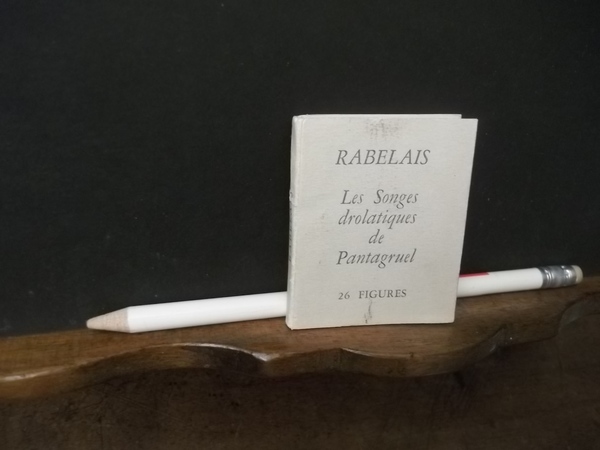 RABELAIS
Les Songes
drolatiques
de
Pantagruel
26 FIGURES